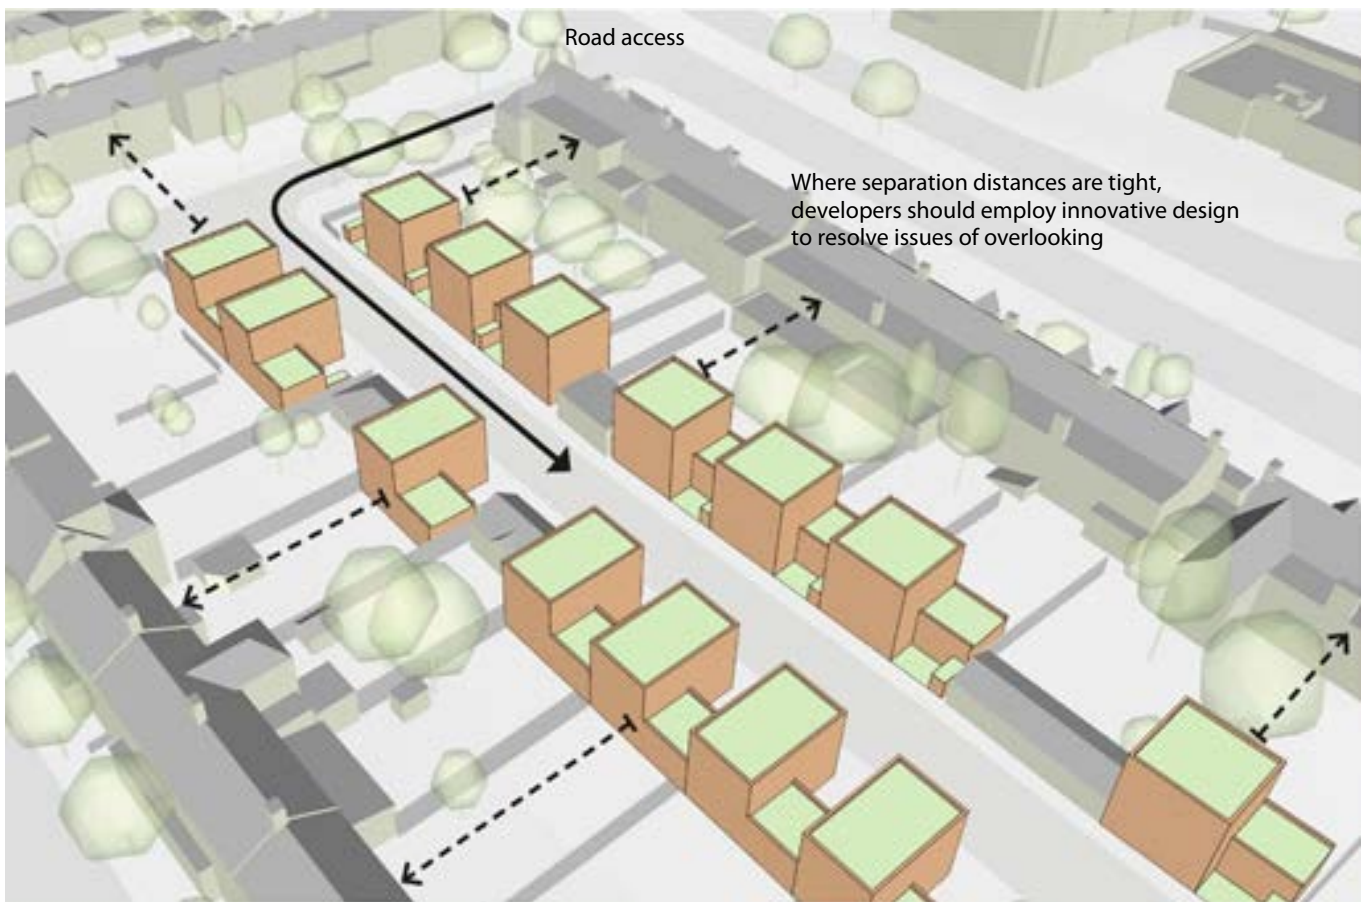 Road access
Where separation distances are tight,
developers should employ innovative design
to resolve issues of overlooking